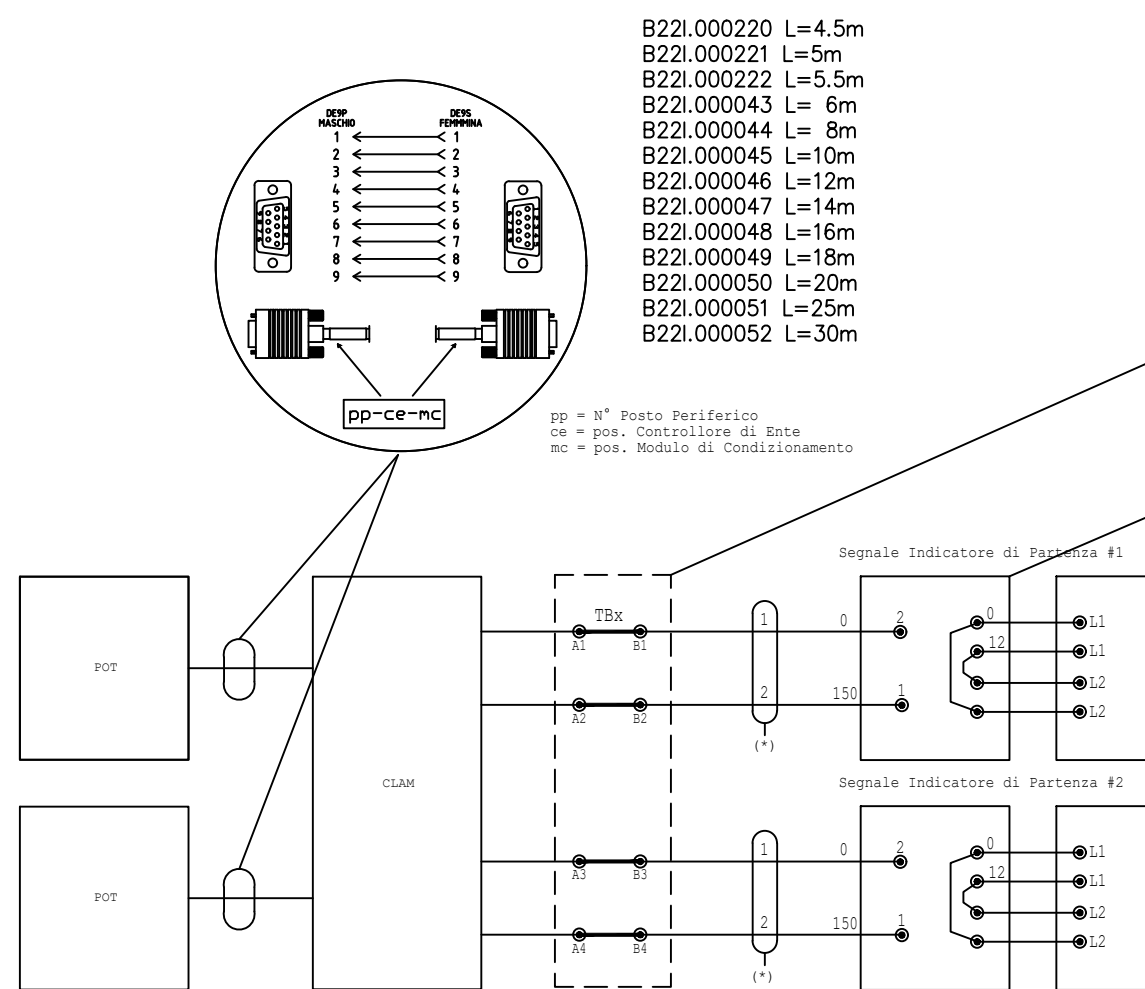 B22I.000220 L=4.5m
B22I.000221 L=5m
B22I.000222 L=5.5m
B22I.000043 L= 6m
B22I.000044 L= 8m
B22I.000045 L=10m
B22I.000046 L=12m
B22I.000047 L=14m
B22I.000048 L=16m
B22I.000049 L=18m
B22I.000050 L=20m
B22I.000051 L=25m
B22I.000052 L=30m
DE9P DE9S
MASCHIO FEMMMINA
1 1
2 2
3 3
4 4
5 5
6 6
7 7
8 8
9 9
pp-ce-mc
pp = N° Posto Periferico
ce = pos. Controllore di Ente
mc = pos. Modulo di Condizionamento
Segnale Indicatore di Partenza #1
TBx 1 0 2 0 L1
A1 B1 12 L1
POT
2 150 1 L2
A2 B2 L2
(*)
CLAM
Segnale Indicatore di Partenza #2
1 0 2 0 L1
A3 B3 12 L1
POT
2 150 1 L2
A4 B4 L2
(*)